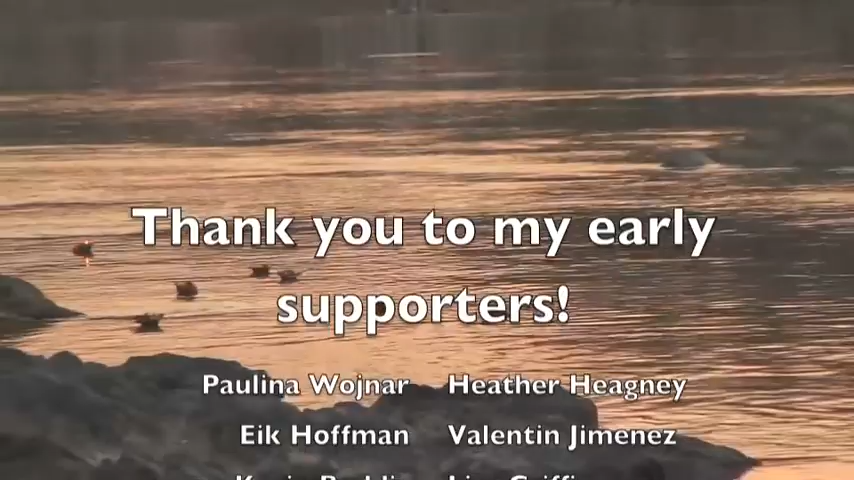 Thank you to my early
supporters!
Paulina Wojnar Heather Heagney
Eik Hoffman Valentin Jimenez